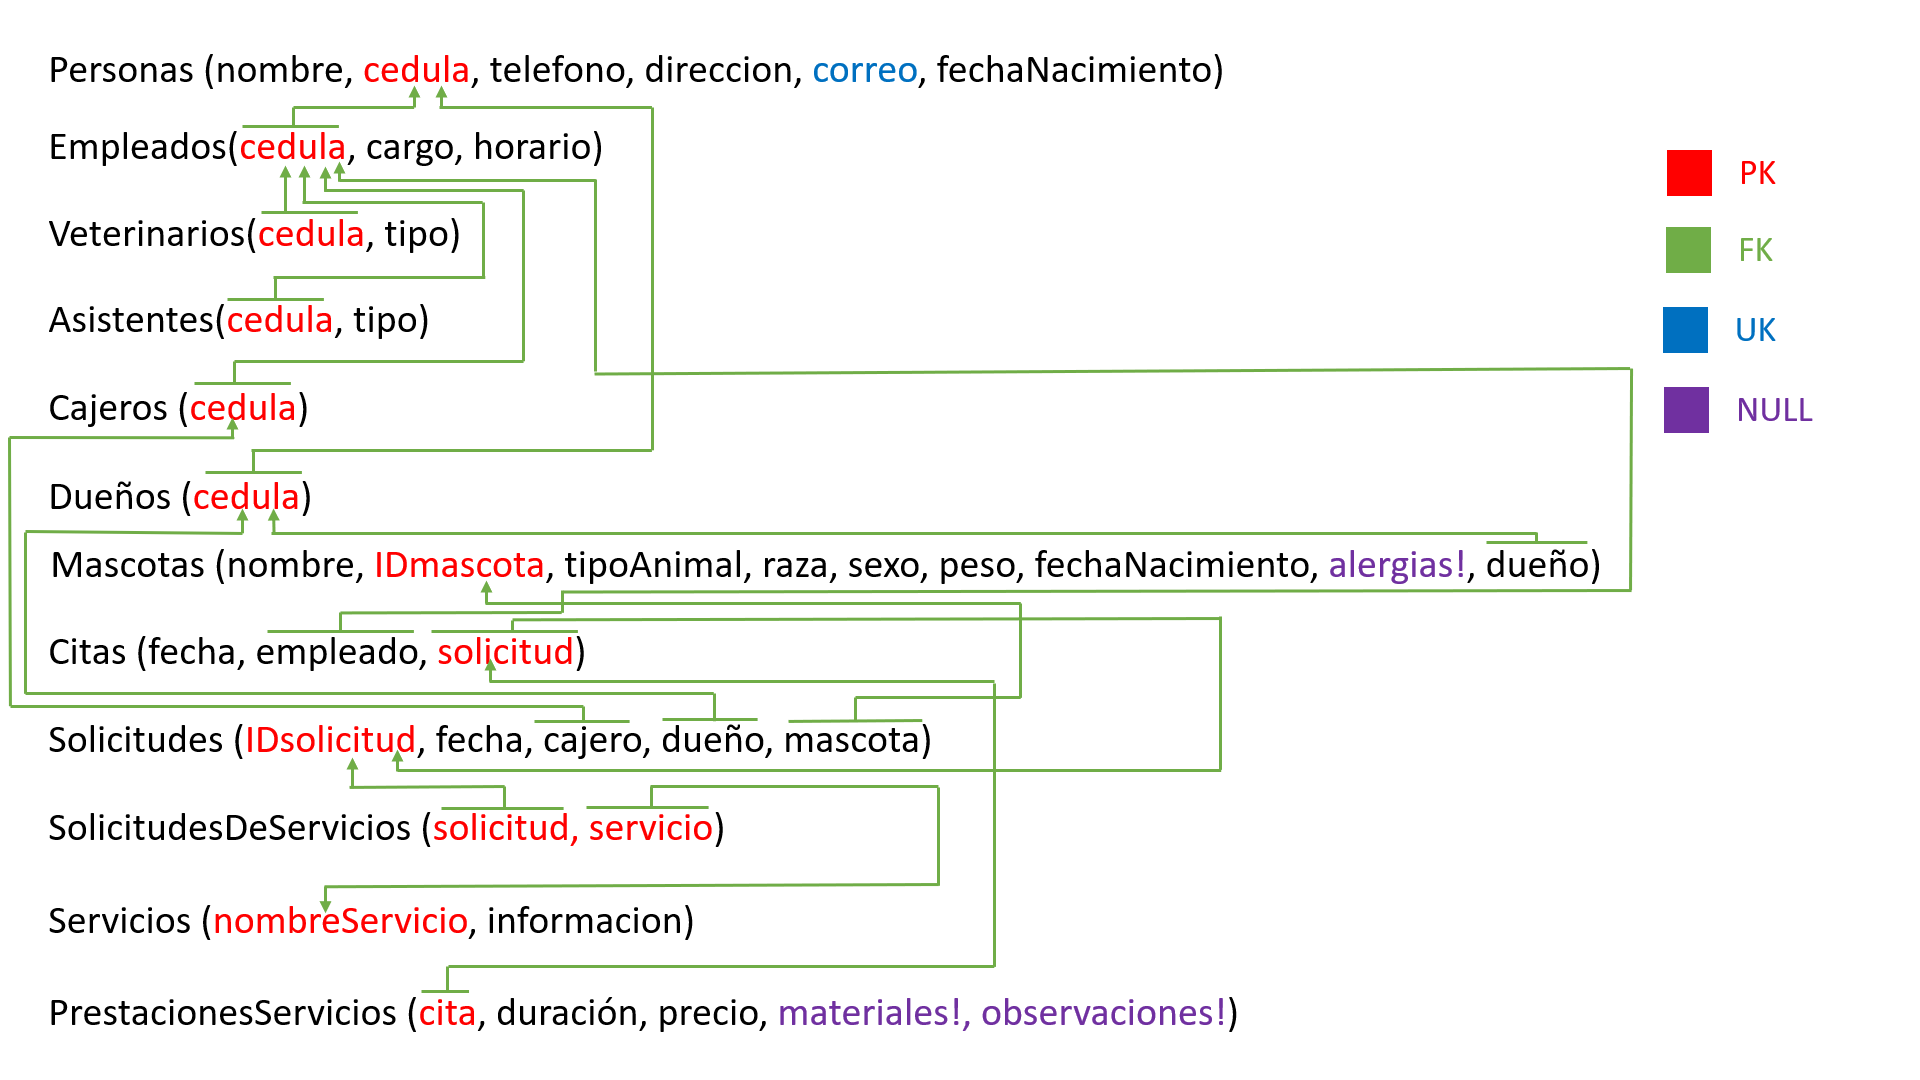 Personas (nombre, cedula, telefono, direccion, correo, fechaNacimiento)
Empleados(cedula, cargo, horario)
Veterinarios(cedula, tipo)
Asistentes(cedula, tipo)
Cajeros (cedula)
Dueños (cedula)
Mascotas (nombre, IDmascota, tipoAnimal, raza, sexo, peso, fechaNacimiento, alergias!, dueño)
Citas (fecha, empleado, solicitud)
Solicitudes (IDsolicitud, fecha, cajero, dueño, mascota)
SolicitudesDeServicios (solicitud, servicio)
Servicios (nombreServicio, informacion)
PrestacionesServicios (cita, duración, precio, materiales!, observaciones!)
PK
FK
UK
NULL